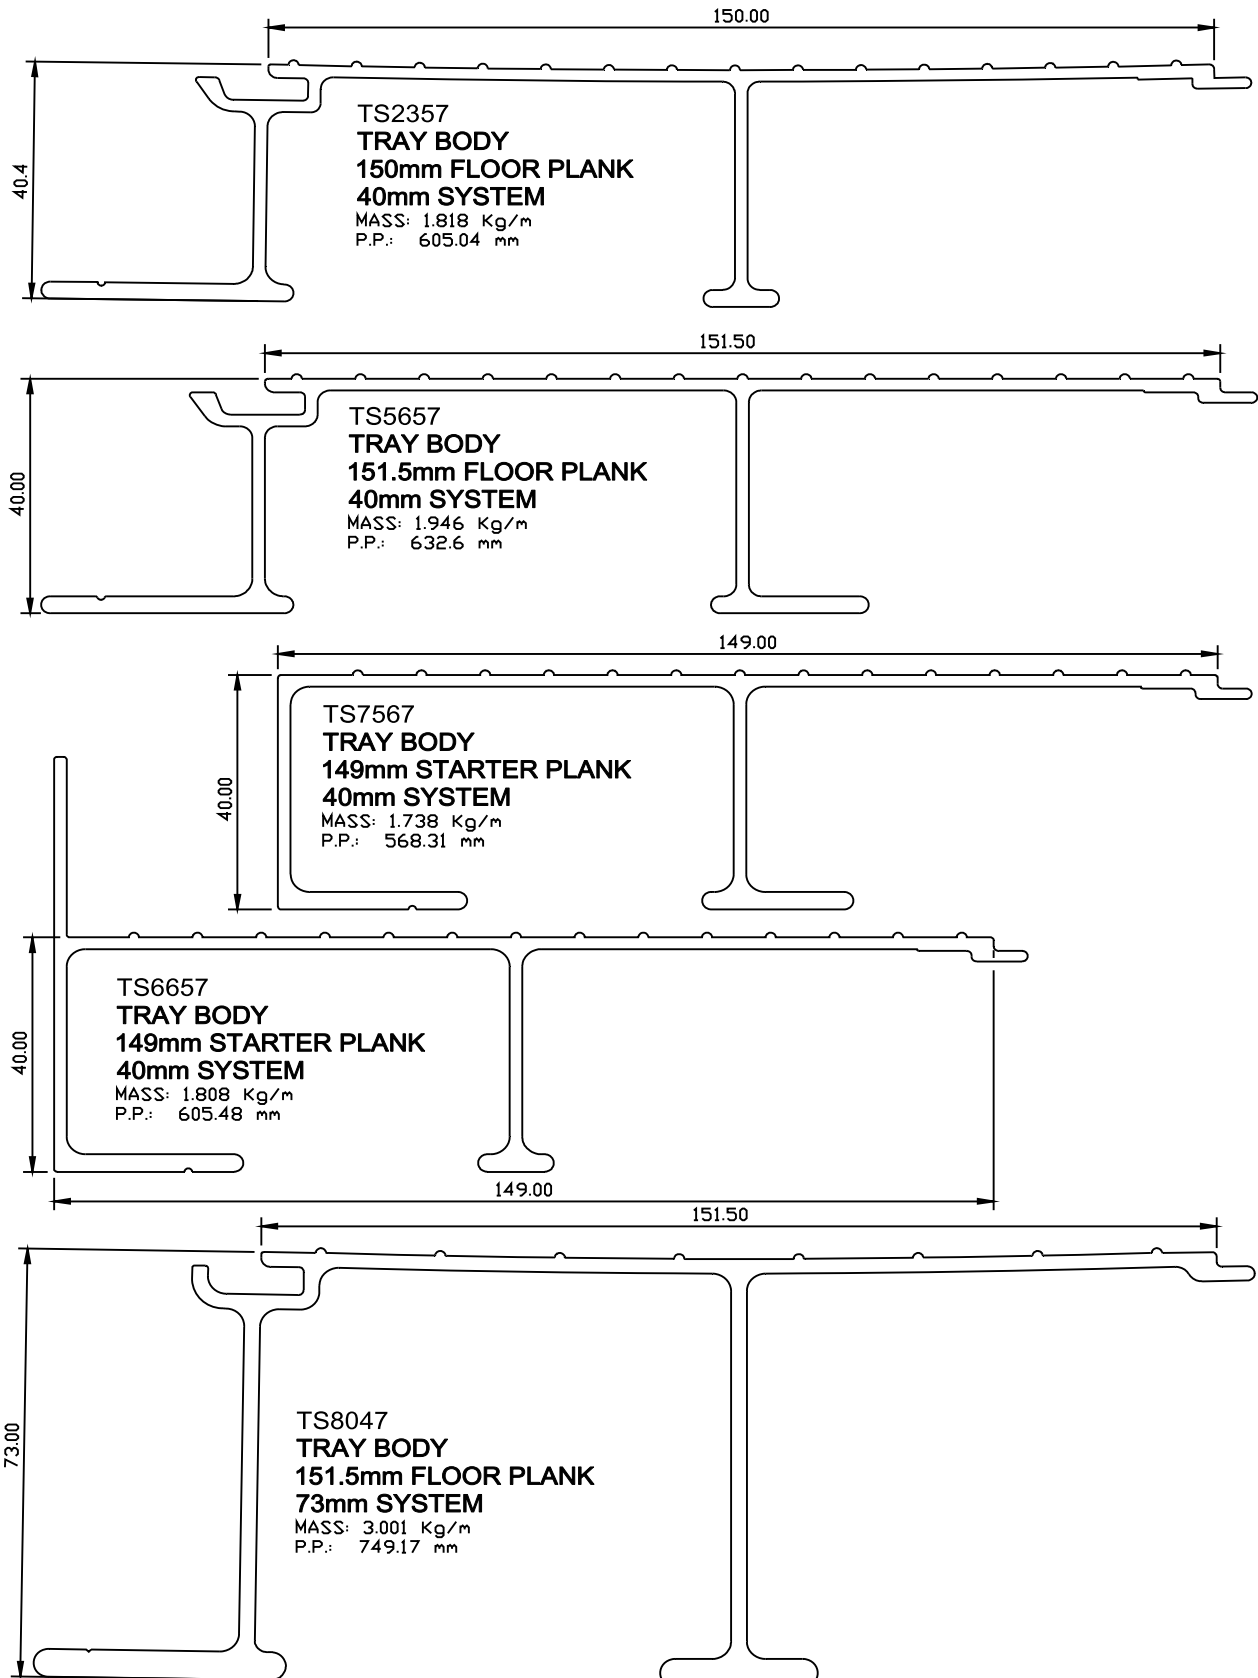 150.00
40.4
TS2357
TRAY BODY
150mm FLOOR PLANK
40mm SYSTEM
MASS: 1.818 Kg/m
P.P.: 605.04 mm
151.50
40.00
TS5657
TRAY BODY
151.5mm FLOOR PLANK
40mm SYSTEM
MASS: 1.946 Kg/m
P.P.: 632.6 mm
149.00
40.00
TS7567
TRAY BODY
149mm STARTER PLANK
40mm SYSTEM
MASS: 1.738 Kg/m
P.P.: 568.31 mm
40.00
TS6657
TRAY BODY
149mm STARTER PLANK
40mm SYSTEM
MASS: 1.808 Kg/m
P.P.: 605.48 mm
149.00
151.50
73.00
TS8047
TRAY BODY
151.5mm FLOOR PLANK
73mm SYSTEM
MASS: 3.001 Kg/m
P.P.: 749.17 mm